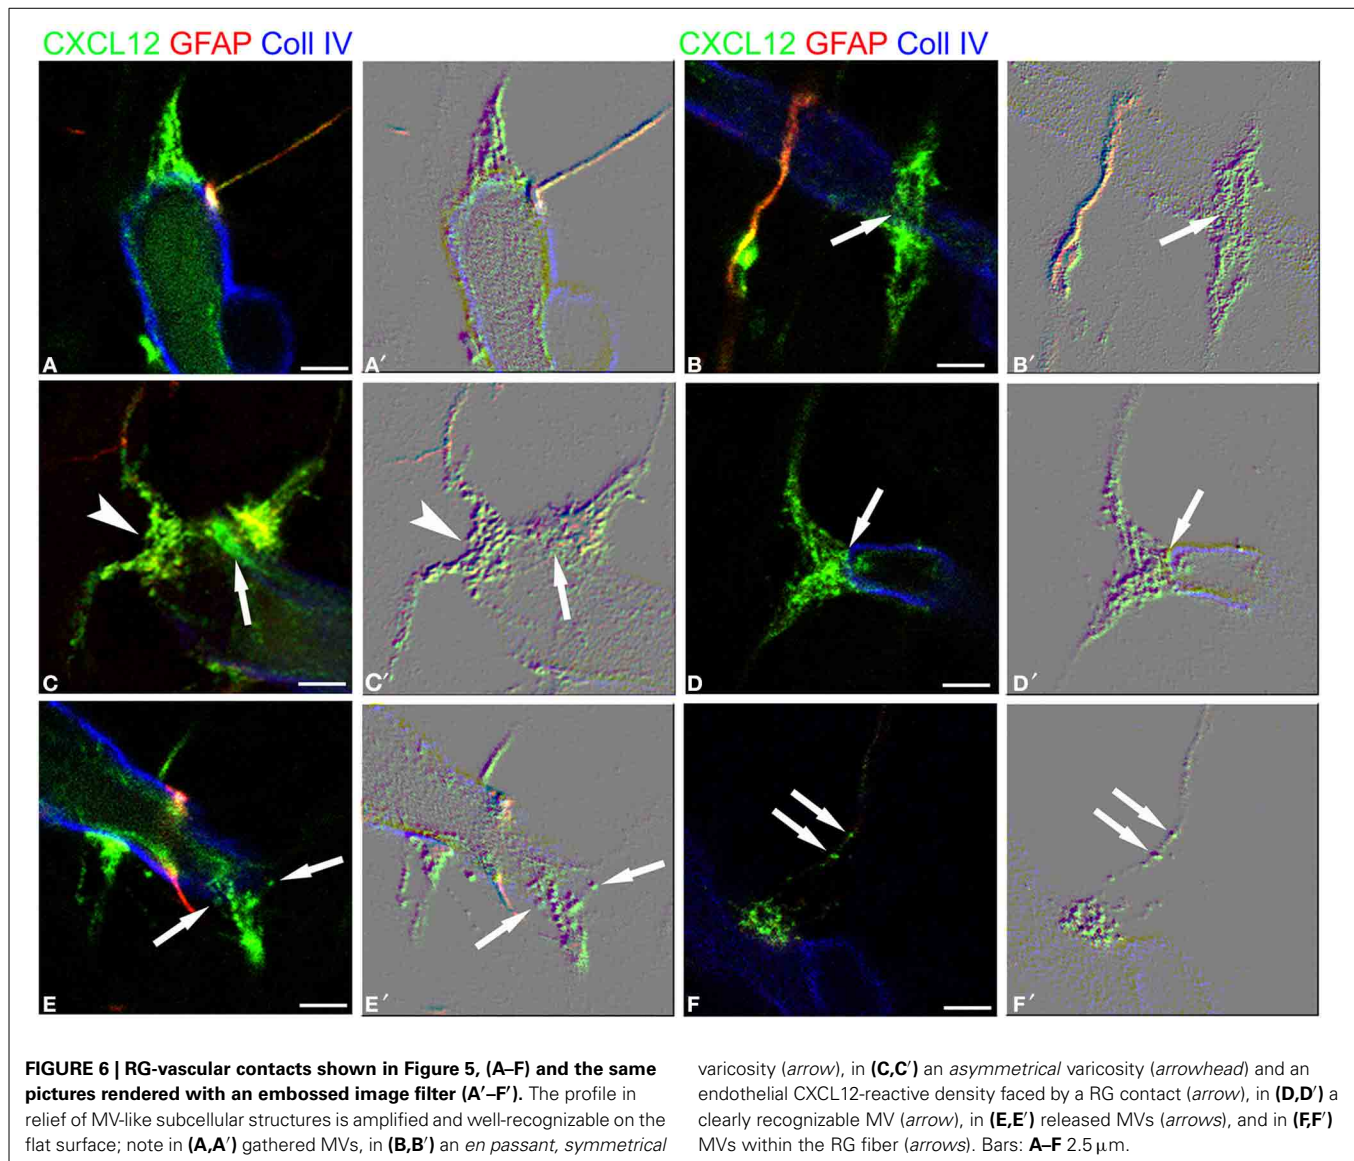 CXCL12 GFAP Coll IV
CXCL12 GFAP Coll IV
A
A′
B
B′
C
C′
D
D′
E
E′
F
F′
FIGURE 6 | RG-vascular contacts shown in Figure 5, (A–F) and the same
pictures rendered with an embossed image filter (A′–F′). The profile in
relief of MV-like subcellular structures is amplified and well-recognizable on the
flat surface; note in (A,A′) gathered MVs, in (B,B′) an en passant, symmetrical
varicosity (arrow), in (C,C′) an asymmetrical varicosity (arrowhead) and an
endothelial CXCL12-reactive density faced by a RG contact (arrow), in (D,D′) a
clearly recognizable MV (arrow), in (E,E′) released MVs (arrows), and in (F,F′)
MVs within the RG fiber (arrows). Bars: A–F 2.5 μm.